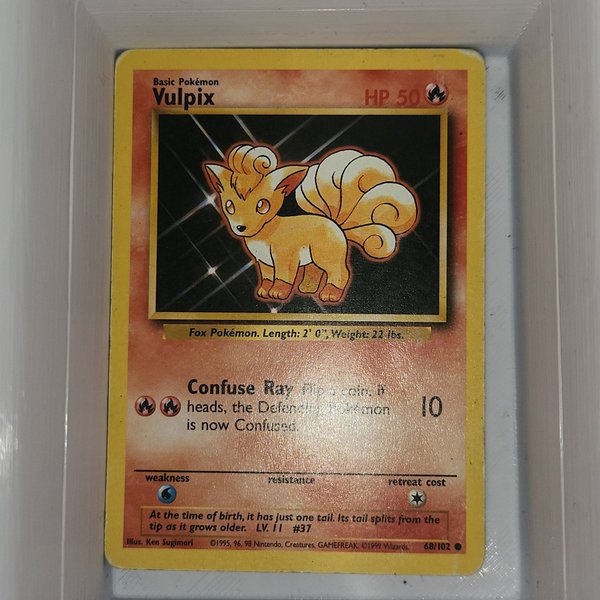 Basic Pokémon
Vulpix HP 50
Fox Pokémon. Length: 2' 0", Weight: 22 lbs.
Confuse Ray Flip a coin. If
heads, the Defending Pokémon
is now Confused.
10
weakness resistance retreat cost
At the time of birth, it has just one tail. Its tail splits from the
tip as it grows older. LV. 11 #37
Illus. Ken Sugimori ©1995, 96, 98 Nintendo, Creatures, GAMEFREAK. ©1999 Wizards. 68/102